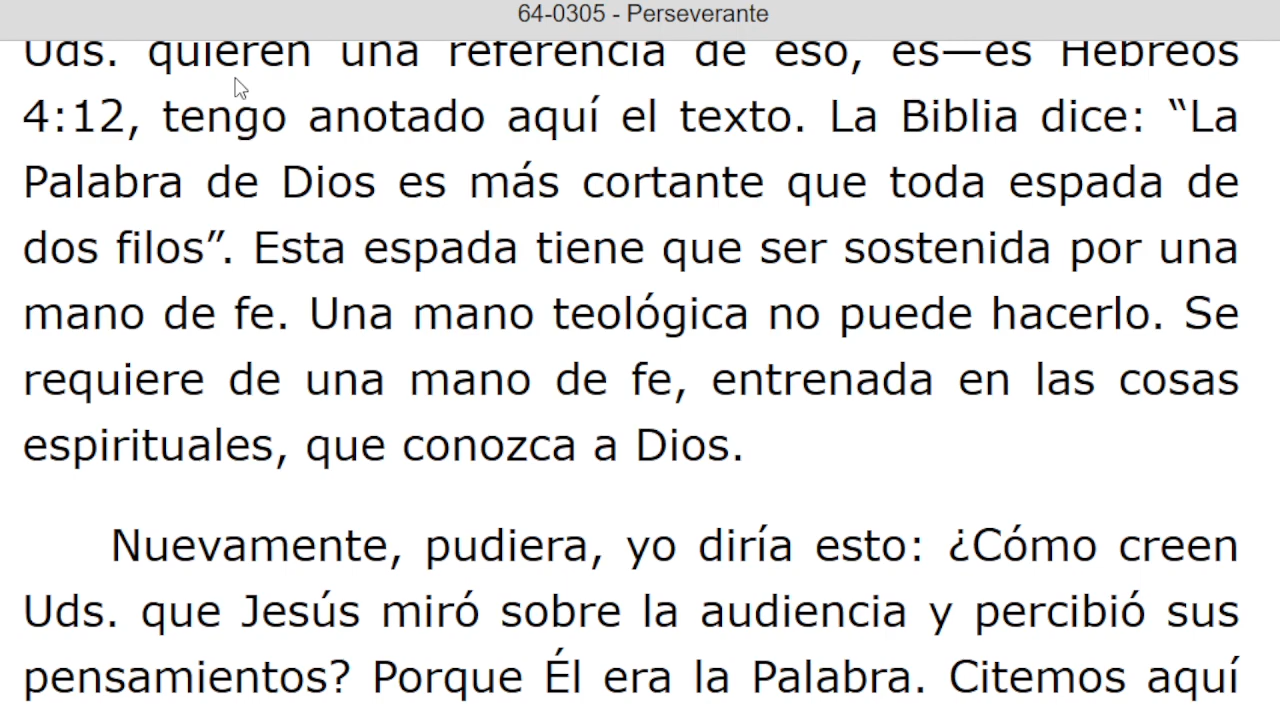 64-0305 - Perseverante
Uds. quieren una referencia de eso, es—es Hebreos
4:12, tengo anotado aquí el texto. La Biblia dice: “La
Palabra de Dios es más cortante que toda espada de
dos filos”. Esta espada tiene que ser sostenida por una
mano de fe. Una mano teológica no puede hacerlo. Se
requiere de una mano de fe, entrenada en las cosas
espirituales, que conozca a Dios.
Nuevamente, pudiera, yo diría esto: ¿Cómo creen
Uds. que Jesús miró sobre la audiencia y percibió sus
pensamientos? Porque Él era la Palabra. Citemos aquí